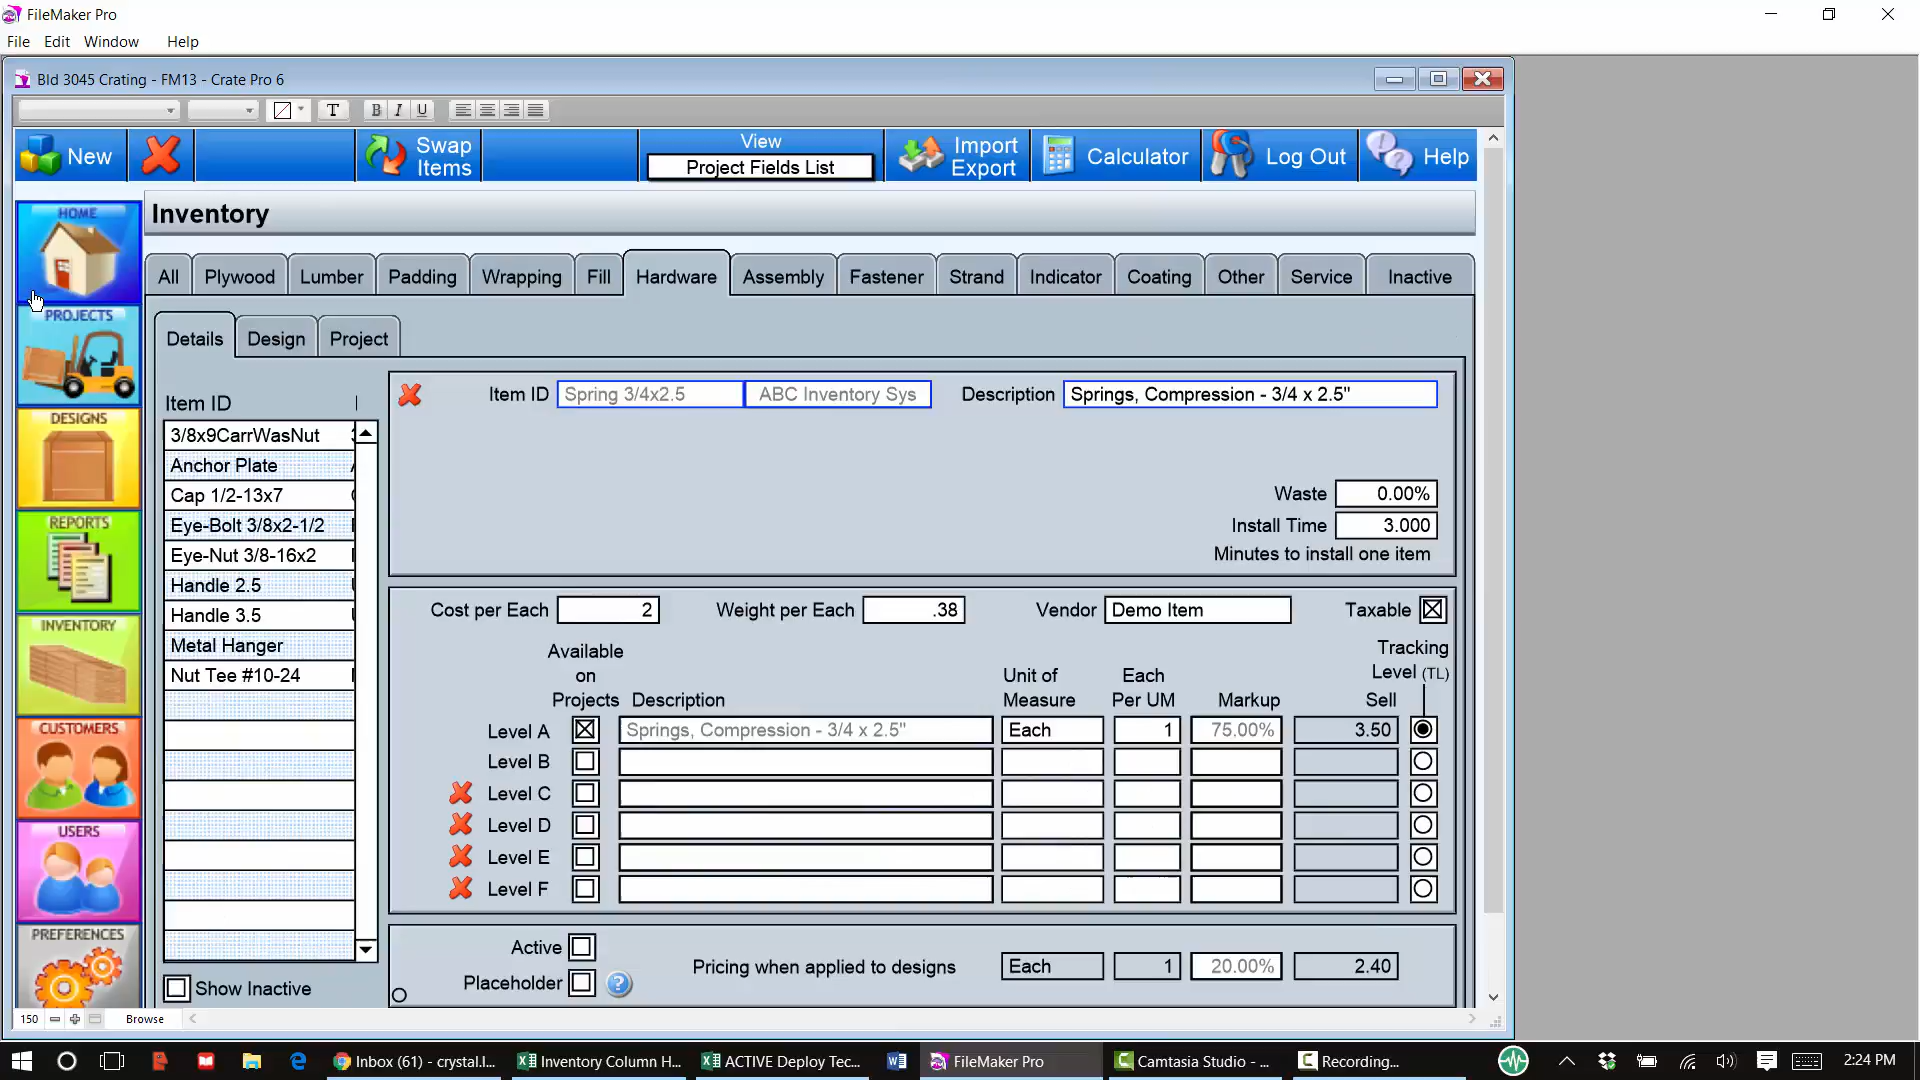 FileMaker Pro
File Edit Window Help
Bld 3045 Crating - FM13 - Crate Pro 6
T B I U
New Swap Items View Project Fields List Import Export Calculator Log Out Help
Inventory
HOME
PROJECTS
DESIGNS
REPORTS
INVENTORY
CUSTOMERS
USERS
PREFERENCES
All Plywood Lumber Padding Wrapping Fill Hardware Assembly Fastener Strand Indicator Coating Other Service Inactive
Details Design Project
Item ID
3/8x9CarrWasNut
Anchor Plate
Cap 1/2-13x7
Eye-Bolt 3/8x2-1/2
Eye-Nut 3/8-16x2
Handle 2.5
Handle 3.5
Metal Hanger
Nut Tee #10-24
Show Inactive
Item ID Spring 3/4x2.5 ABC Inventory Sys Description Springs, Compression - 3/4 x 2.5"
Waste 0.00%
Install Time 3.000
Minutes to install one item
Cost per Each 2 Weight per Each .38 Vendor Demo Item Taxable
Available on Projects Description Unit of Measure Each Per UM Markup Sell Tracking Level (TL)
Level A Springs, Compression - 3/4 x 2.5" Each 1 75.00% 3.50
Level B
Level C
Level D
Level E
Level F
Active
Placeholder ? Pricing when applied to designs Each 1 20.00% 2.40
150 Browse
Inbox (61) - crystal.l... Inventory Column H... ACTIVE Deploy Tec... FileMaker Pro Camtasia Studio - ... Recording... 2:24 PM